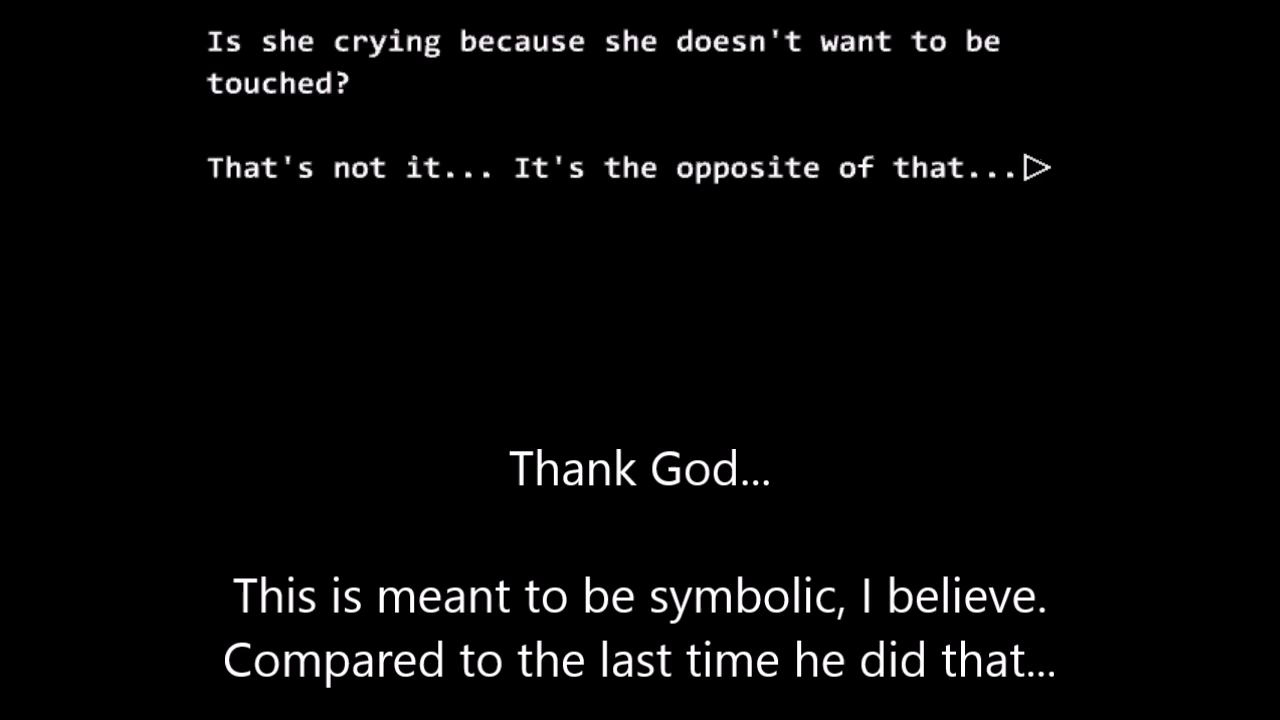 Is she crying because she doesn't want to be
touched?
That's not it... It's the opposite of that...
Thank God...
This is meant to be symbolic, I believe.
Compared to the last time he did that...